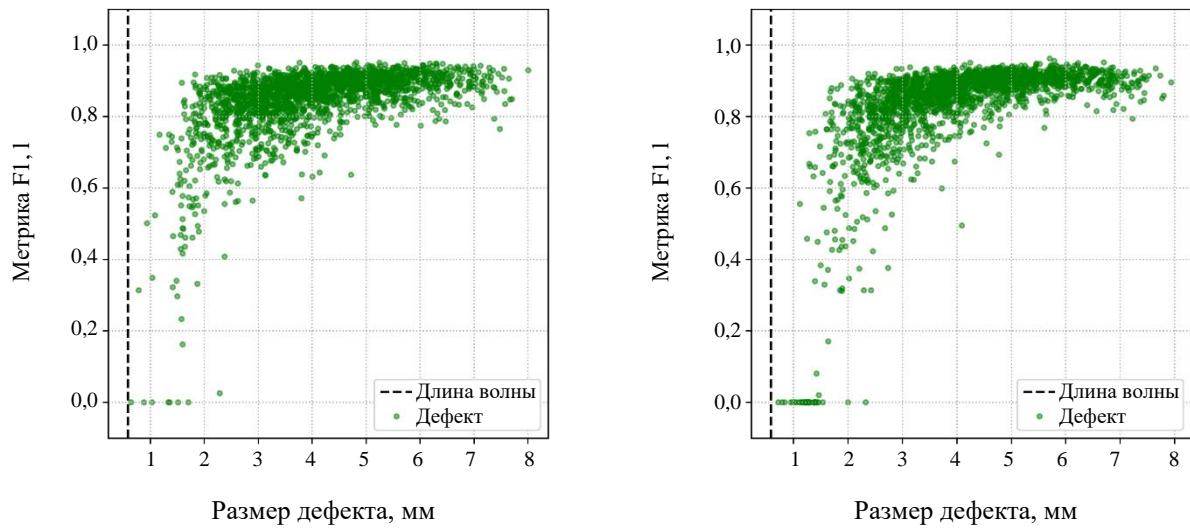 Метрика F1, 1
1,0
0,8
0,6
0,4
0,2
0,0
Длина волны
Дефект
1 2 3 4 5 6 7 8
Размер дефекта, мм
Метрика F1, 1
1,0
0,8
0,6
0,4
0,2
0,0
Длина волны
Дефект
1 2 3 4 5 6 7 8
Размер дефекта, мм